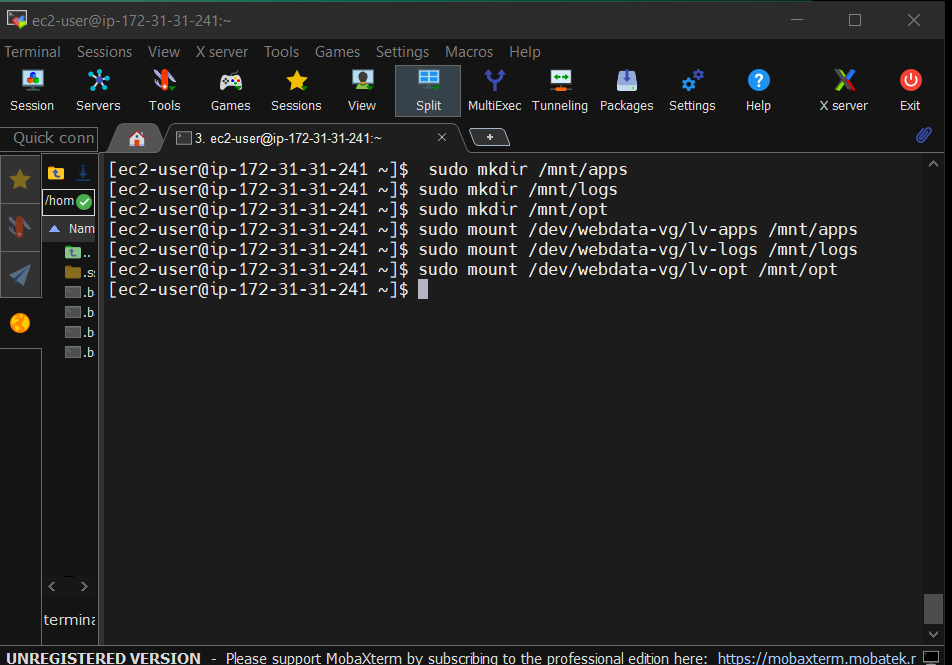 ec2-user@ip-172-31-31-241:~
Terminal Sessions View X server Tools Games Settings Macros Help
Session Servers Tools Games Sessions View Split MultiExec Tunneling Packages Settings Help X server Exit
Quick conn
3. ec2-user@ip-172-31-31-241:~
/hom
Nam
..
.s
.b
.b
.b
.b
termina
[ec2-user@ip-172-31-31-241 ~]$  sudo mkdir /mnt/apps
[ec2-user@ip-172-31-31-241 ~]$ sudo mkdir /mnt/logs
[ec2-user@ip-172-31-31-241 ~]$ sudo mkdir /mnt/opt
[ec2-user@ip-172-31-31-241 ~]$ sudo mount /dev/webdata-vg/lv-apps /mnt/apps
[ec2-user@ip-172-31-31-241 ~]$ sudo mount /dev/webdata-vg/lv-logs /mnt/logs
[ec2-user@ip-172-31-31-241 ~]$ sudo mount /dev/webdata-vg/lv-opt /mnt/opt
[ec2-user@ip-172-31-31-241 ~]$
UNREGISTERED VERSION - Please support MobaXterm by subscribing to the professional edition here: https://mobaxterm.mobatek.r